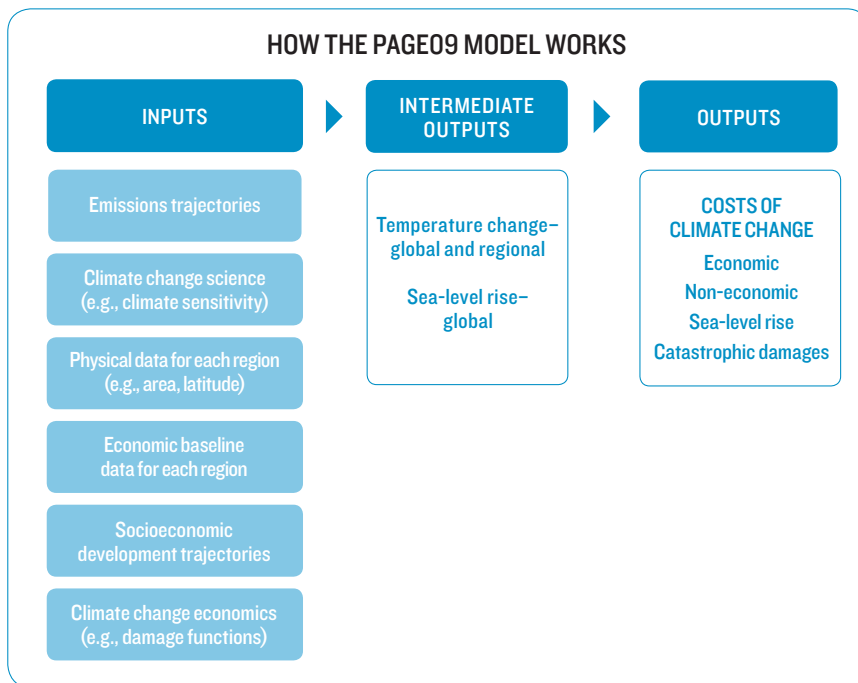 HOW THE PAGE09 MODEL WORKS
INPUTS
Emissions trajectories
Climate change science
(e.g., climate sensitivity)
Physical data for each region
(e.g., area, latitude)
Economic baseline
data for each region
Socioeconomic
development trajectories
Climate change economics
(e.g., damage functions)
INTERMEDIATE
OUTPUTS
Temperature change–
global and regional
Sea-level rise–
global
OUTPUTS
COSTS OF
CLIMATE CHANGE
Economic
Non-economic
Sea-level rise
Catastrophic damages